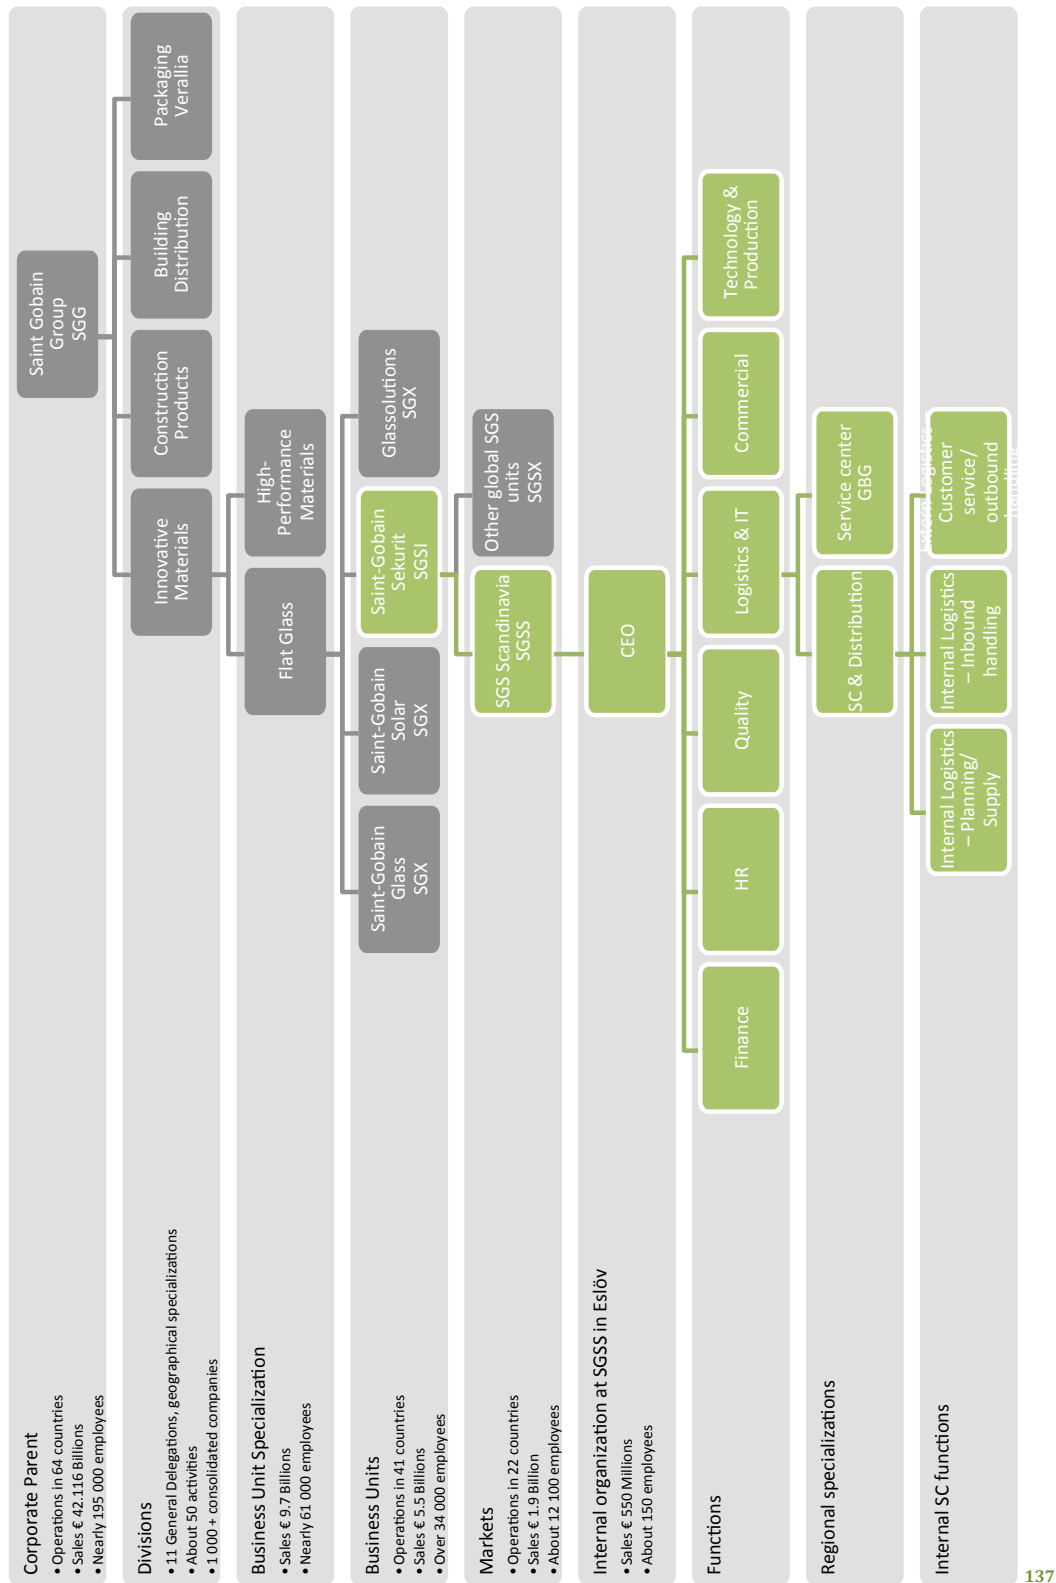 Corporate Parent
• Operations in 64 countries
• Sales € 42.116 Billions
• Nearly 195 000 employees
Saint Gobain
Group
SGG
Divisions
• 11 General Delegations, geographical specializations
• About 50 activities
• 1 000 + consolidated companies
Innovative
Materials
Construction
Products
Building
Distribution
Packaging
Verallia
Business Unit Specialization
• Sales € 9.7 Billions
• Nearly 61 000 employees
Flat Glass
High-
Performance
Materials
Business Units
• Operations in 41 countries
• Sales € 5.5 Billions
• Over 34 000 employees
Saint-Gobain
Glass
SGX
Saint-Gobain
Solar
SGX
Saint-Gobain
Sekurit
SGSI
Glassolutions
SGX
Markets
• Operations in 22 countries
• Sales € 1.9 Billion
• About 12 100 employees
SGS Scandinavia
SGSS
Other global SGS
units
SGSX
Internal organization at SGSS in Eslöv
• Sales € 550 Millions
• About 150 employees
CEO
Functions
Finance
HR
Quality
Logistics & IT
Commercial
Technology &
Production
Regional specializations
SC & Distribution
Service center
GBG
Internal SC functions
Internal Logistics
– Planning/
Supply
Internal Logistics
– Inbound
handling
Extern Logistics
Customer
service/
outbound
handling
137